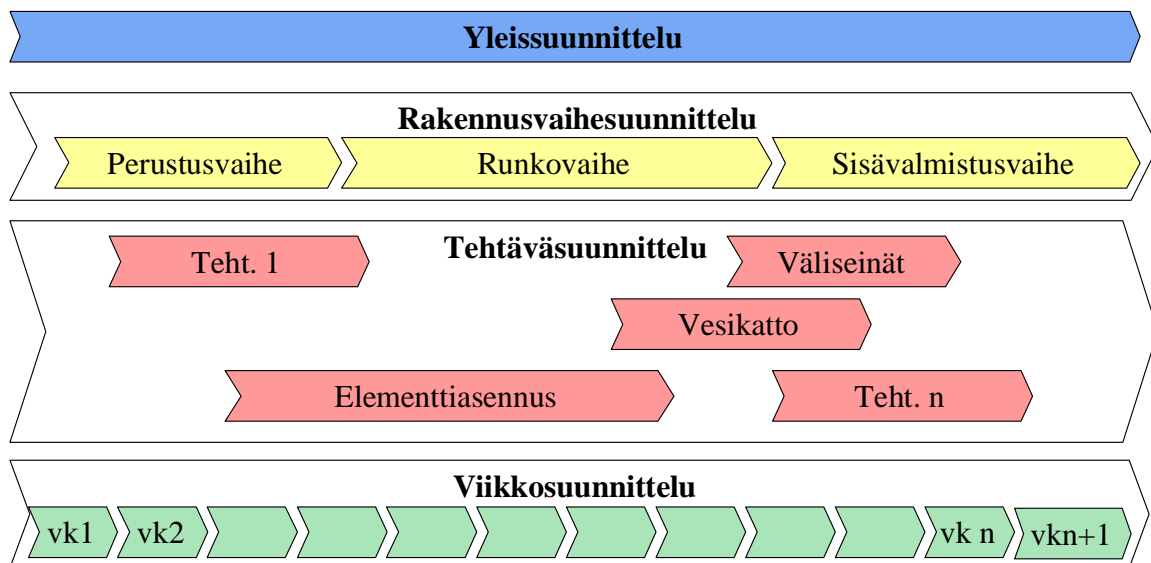 Yleissuunnittelu
Rakennusvaihesuunnittelu
Perustusvaihe Runkovaihe Sisävalmistusvaihe
Tehtäväsuunnittelu
Teht. 1 Väliseinät
Vesikatto
Elementtiasennus Teht. n
Viikkosuunnittelu
vk1 vk2 vk n vkn+1